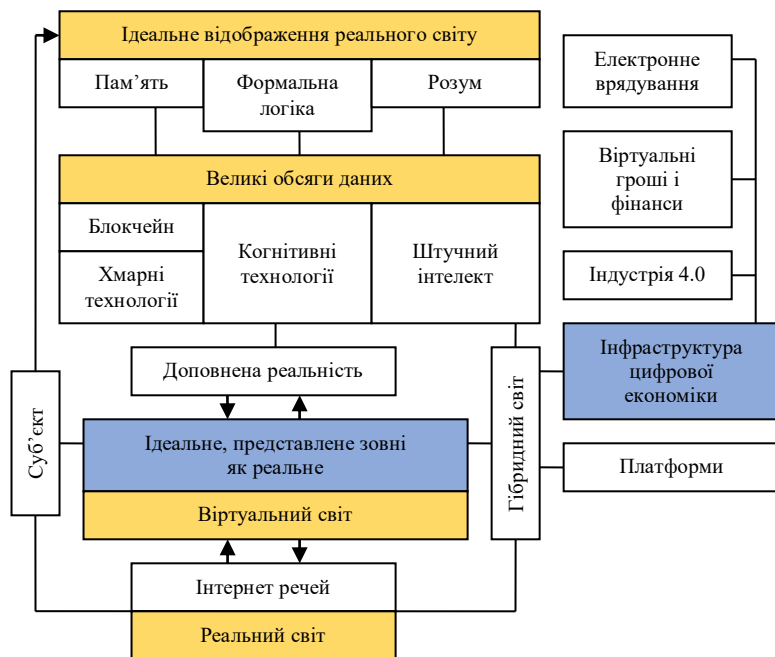 Ідеальне відображення реального світу
Пам’ять
Формальна
логіка
Розум
Великі обсяги даних
Блокчейн
Хмарні
технології
Когнітивні
технології
Штучний
інтелект
Доповнена реальність
Суб’єкт
Ідеальне, представлене зовні
як реальне
Віртуальний світ
Інтернет речей
Реальний світ
Гібридний світ
Електронне
врядування
Віртуальні
гроші і
фінанси
Індустрія 4.0
Інфраструктура
цифрової
економіки
Платформи